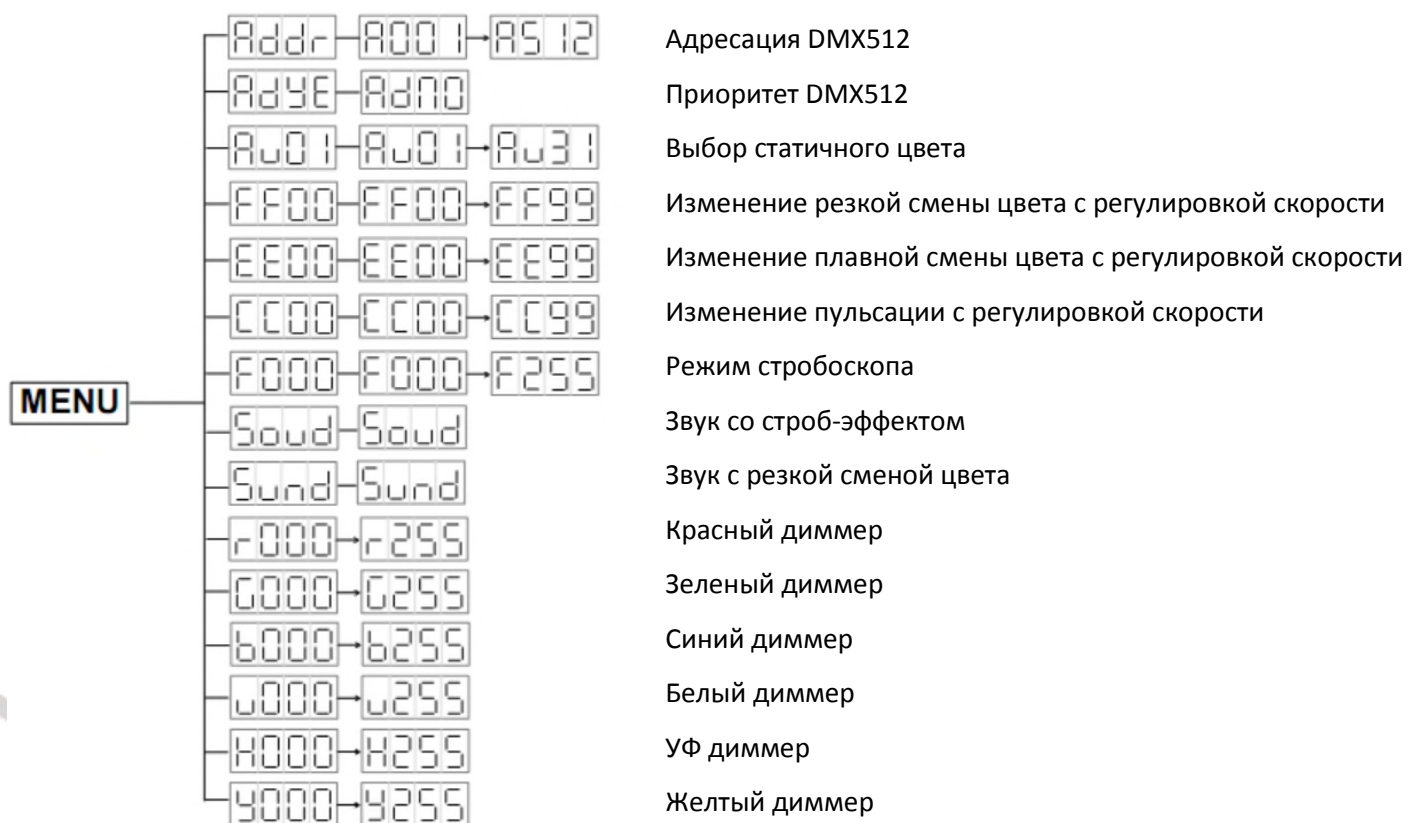 Addr A001 A512 Адресация DMX512
AdYE AdNO Приоритет DMX512
Au01 Au01 Au31 Выбор статичного цвета
FF00 FF00 FF99 Изменение резкой смены цвета с регулировкой скорости
EE00 EE00 EE99 Изменение плавной смены цвета с регулировкой скорости
CC00 CC00 CC99 Изменение пульсации с регулировкой скорости
F000 F000 F255 Режим стробоскопа
MENU
Soud Soud Звук со строб-эффектом
Sund Sund Звук с резкой сменой цвета
r000 r255 Красный диммер
G000 G255 Зеленый диммер
b000 b255 Синий диммер
u000 u255 Белый диммер
H000 H255 УФ диммер
y000 y255 Желтый диммер